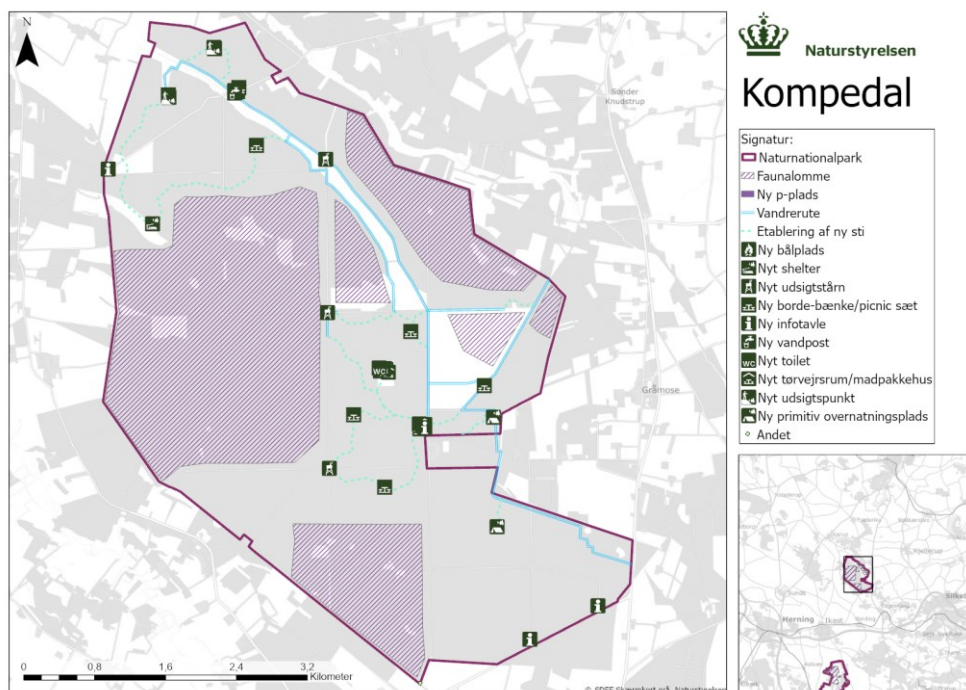 N
Sønder
Knudstrup
Gråmose
WC
0 0,8 1,6 2,4 3,2
Kilometer
Naturstyrelsen
Kompedal
Signatur:
Naturnationalpark
Faunalomme
Ny p-plads
Vandrerute
Etablering af ny sti
Ny bålplads
Nyt shelter
Nyt udsigtstårn
Ny borde-bænke/picnic sæt
Ny infotavle
Ny vandpost
WC Nyt toilet
Nyt tørvejrsrum/madpakkehus
Nyt udsigtspunkt
Ny primitiv overnatningsplads
Andet
Herning
Ikast